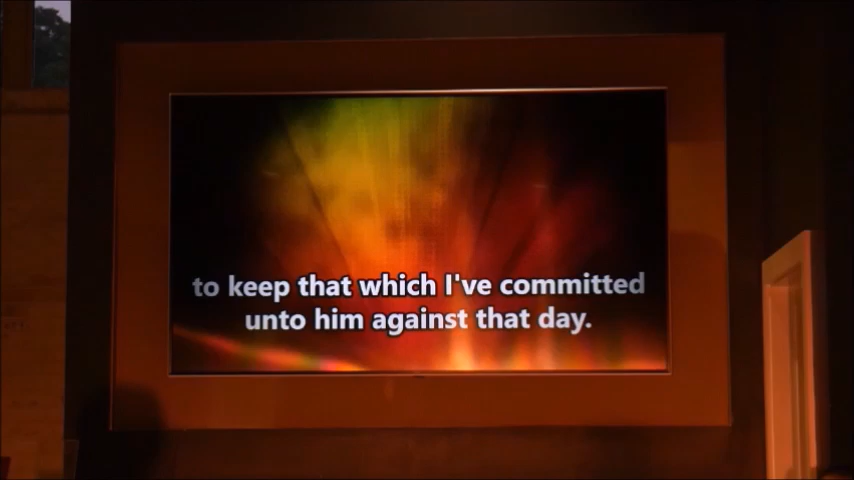 to keep that which I've committed
unto him against that day.